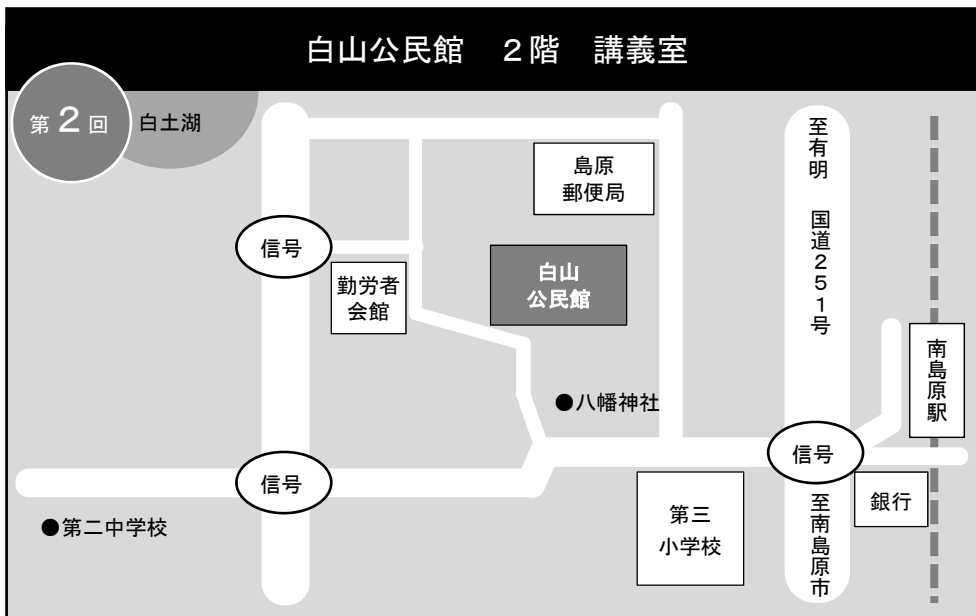 白山公民館　２階　講義室
第２回
白土湖
島原
郵便局
至有明　国道２５１号
信号
勤労者
会館
白山
公民館
南島原駅
●八幡神社
信号
信号
●第二中学校
第三
小学校
銀行
至南島原市